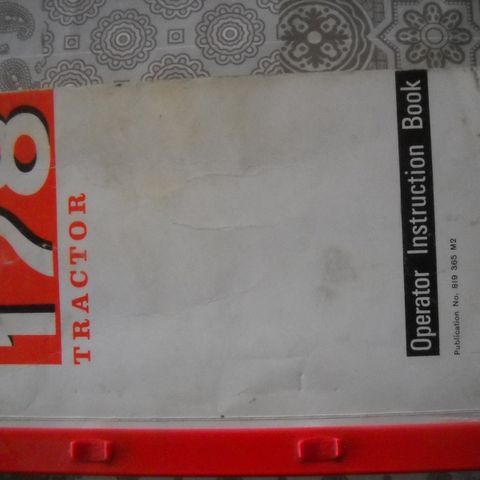 178
TRACTOR
Operator Instruction Book
Publication No. 819 365 M2